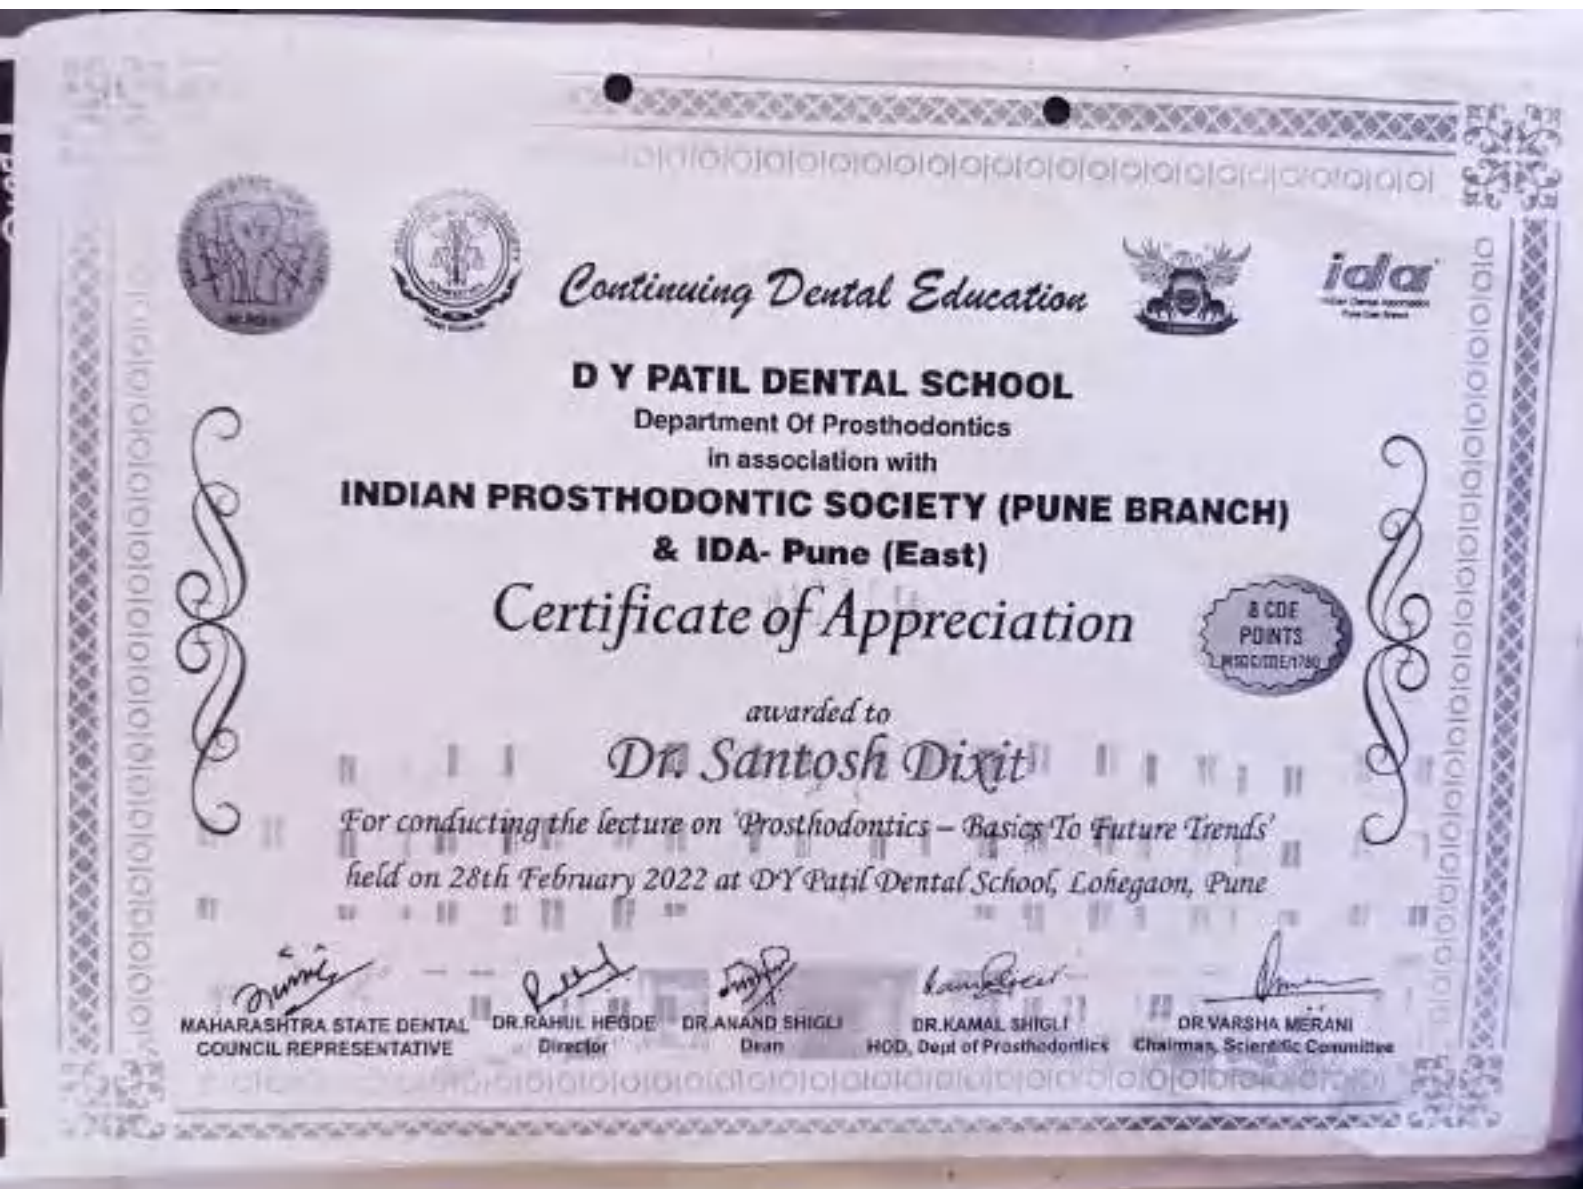 Continuing Dental Education
ida
D Y PATIL DENTAL SCHOOL
Department Of Prosthodontics
in association with
INDIAN PROSTHODONTIC SOCIETY (PUNE BRANCH)
& IDA- Pune (East)
Certificate of Appreciation
8 CDE
POINTS
awarded to
Dr. Santosh Dixit
For conducting the lecture on 'Prosthodontics – Basics To Future Trends'
held on 28th February 2022 at DY Patil Dental School, Lohegaon, Pune
MAHARASHTRA STATE DENTAL
COUNCIL REPRESENTATIVE
DR.RAHUL HEGDE
Director
DR.ANAND SHIGLI
Dean
DR.KAMAL SHIGLI
HOD, Dept of Prosthodontics
DR VARSHA MERANI
Chairman, Scientific Committee